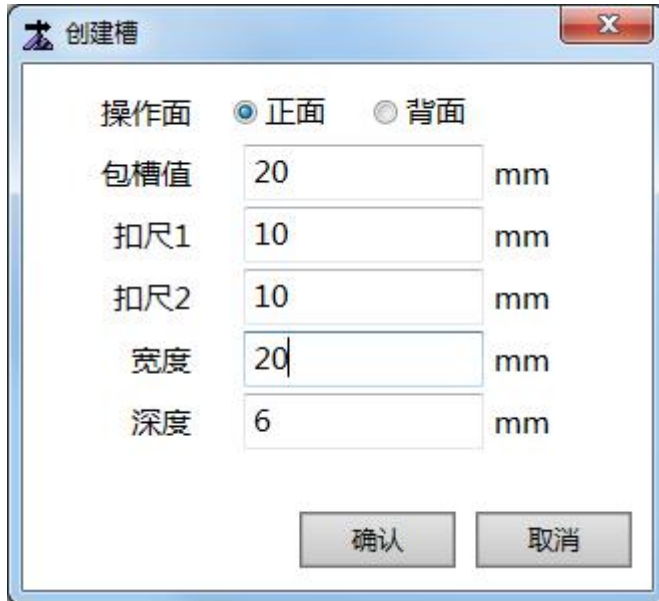 创建槽
操作面 正面 背面
包槽值 20 mm
扣尺1 10 mm
扣尺2 10 mm
宽度 20 mm
深度 6 mm
确认 取消